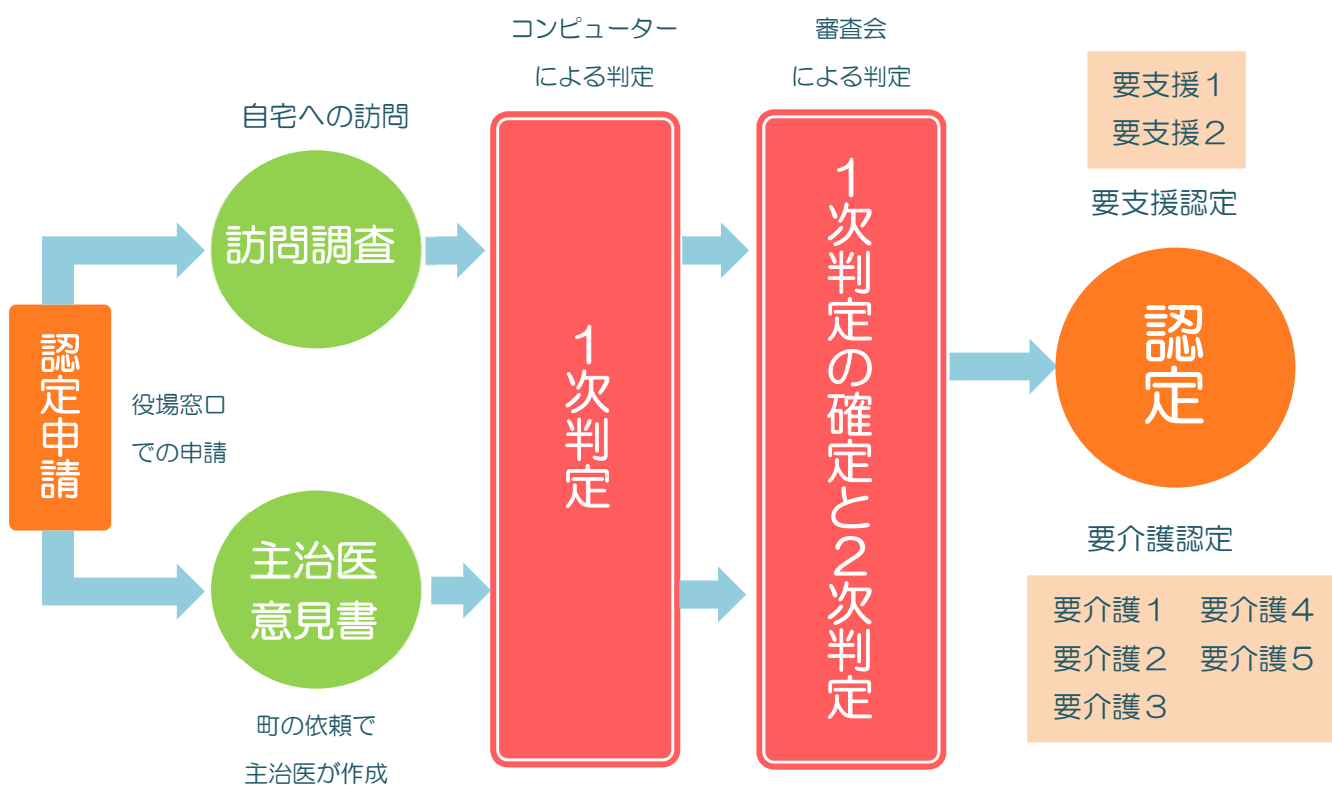 認定申請
役場窓口
での申請
自宅への訪問
訪問調査
主治医
意見書
町の依頼で
主治医が作成
コンピューター
による判定
１次判定
審査会
による判定
１次判定の確定と２次判定
要支援１
要支援２
要支援認定
認定
要介護認定
要介護１　要介護４
要介護２　要介護５
要介護３